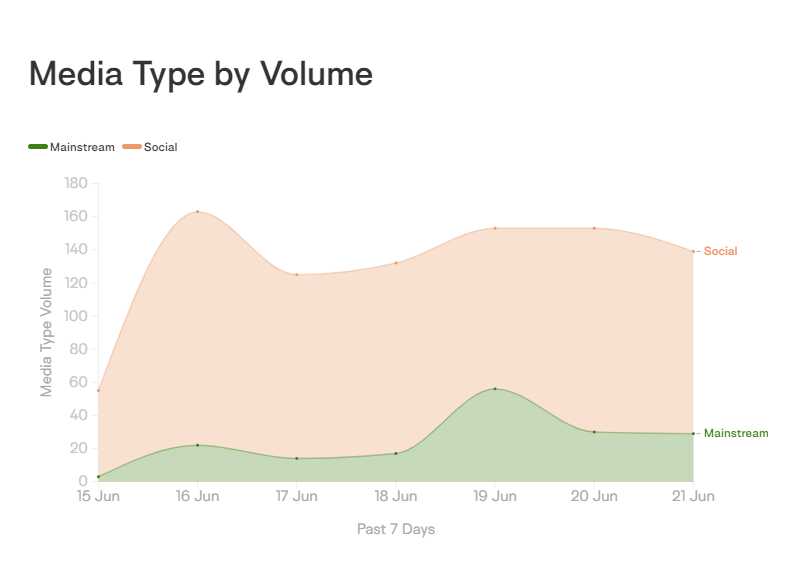 Media Type by Volume
Mainstream Social
180
160
140
120
100
80
60
40
20
0
Media Type Volume
Social
Mainstream
15 Jun 16 Jun 17 Jun 18 Jun 19 Jun 20 Jun 21 Jun
Past 7 Days